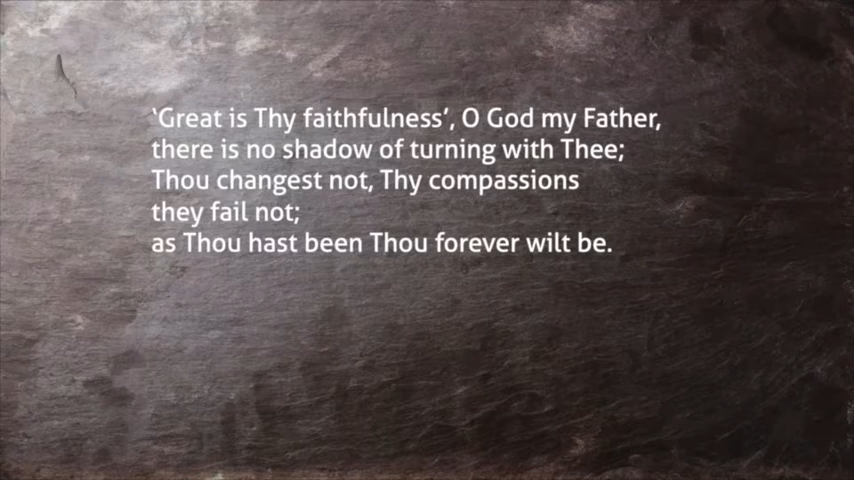 ‘Great is Thy faithfulness’, O God my Father,
there is no shadow of turning with Thee;
Thou changest not, Thy compassions
they fail not;
as Thou hast been Thou forever wilt be.